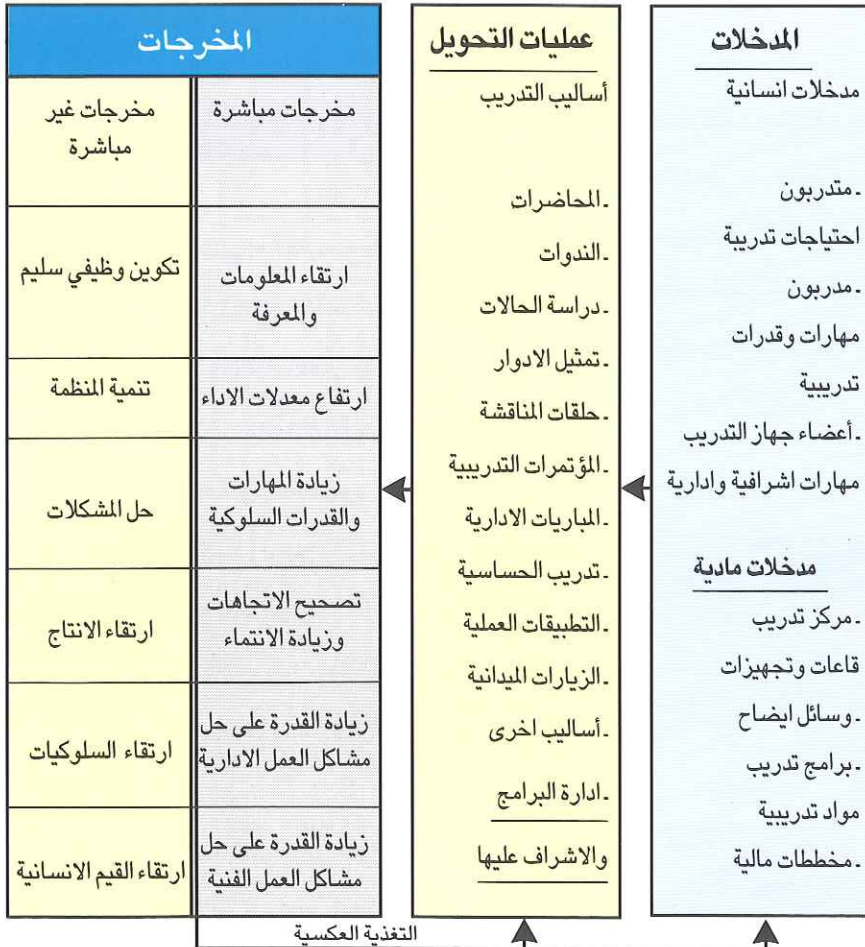 المدخلات
مدخلات انسانية
ـ متدربون
احتياجات تدريبة
ـ مدربون
مهارات وقدرات
تدريبية
ـ أعضاء جهاز التدريب
مهارات اشرافية وادارية
مدخلات مادية
ـ مركز تدريب
قاعات وتجهيزات
ـ وسائل ايضاح
ـ برامج تدريب
مواد تدريبية
ـ مخططات مالية
عمليات التحويل
أساليب التدريب
ـ المحاضرات
ـ الندوات
ـ دراسة الحالات
ـ تمثيل الادوار
ـ حلقات المناقشة
ـ المؤتمرات التدريبية
ـ المباريات الادارية
ـ تدريب الحساسية
ـ التطبيقات العملية
ـ الزيارات الميدانية
ـ أساليب اخرى
ـ ادارة البرامج
والاشراف عليها
المخرجات
مخرجات مباشرة
ارتقاء المعلومات
والمعرفة
ارتفاع معدلات الاداء
زيادة المهارات
والقدرات السلوكية
تصحيح الاتجاهات
وزيادة الانتماء
زيادة القدرة على حل
مشاكل العمل الادارية
زيادة القدرة على حل
مشاكل العمل الفنية
مخرجات غير
مباشرة
تكوين وظيفي سليم
تنمية المنظمة
حل المشكلات
ارتقاء الانتاج
ارتقاء السلوكيات
ارتقاء القيم الانسانية
التغذية العكسية